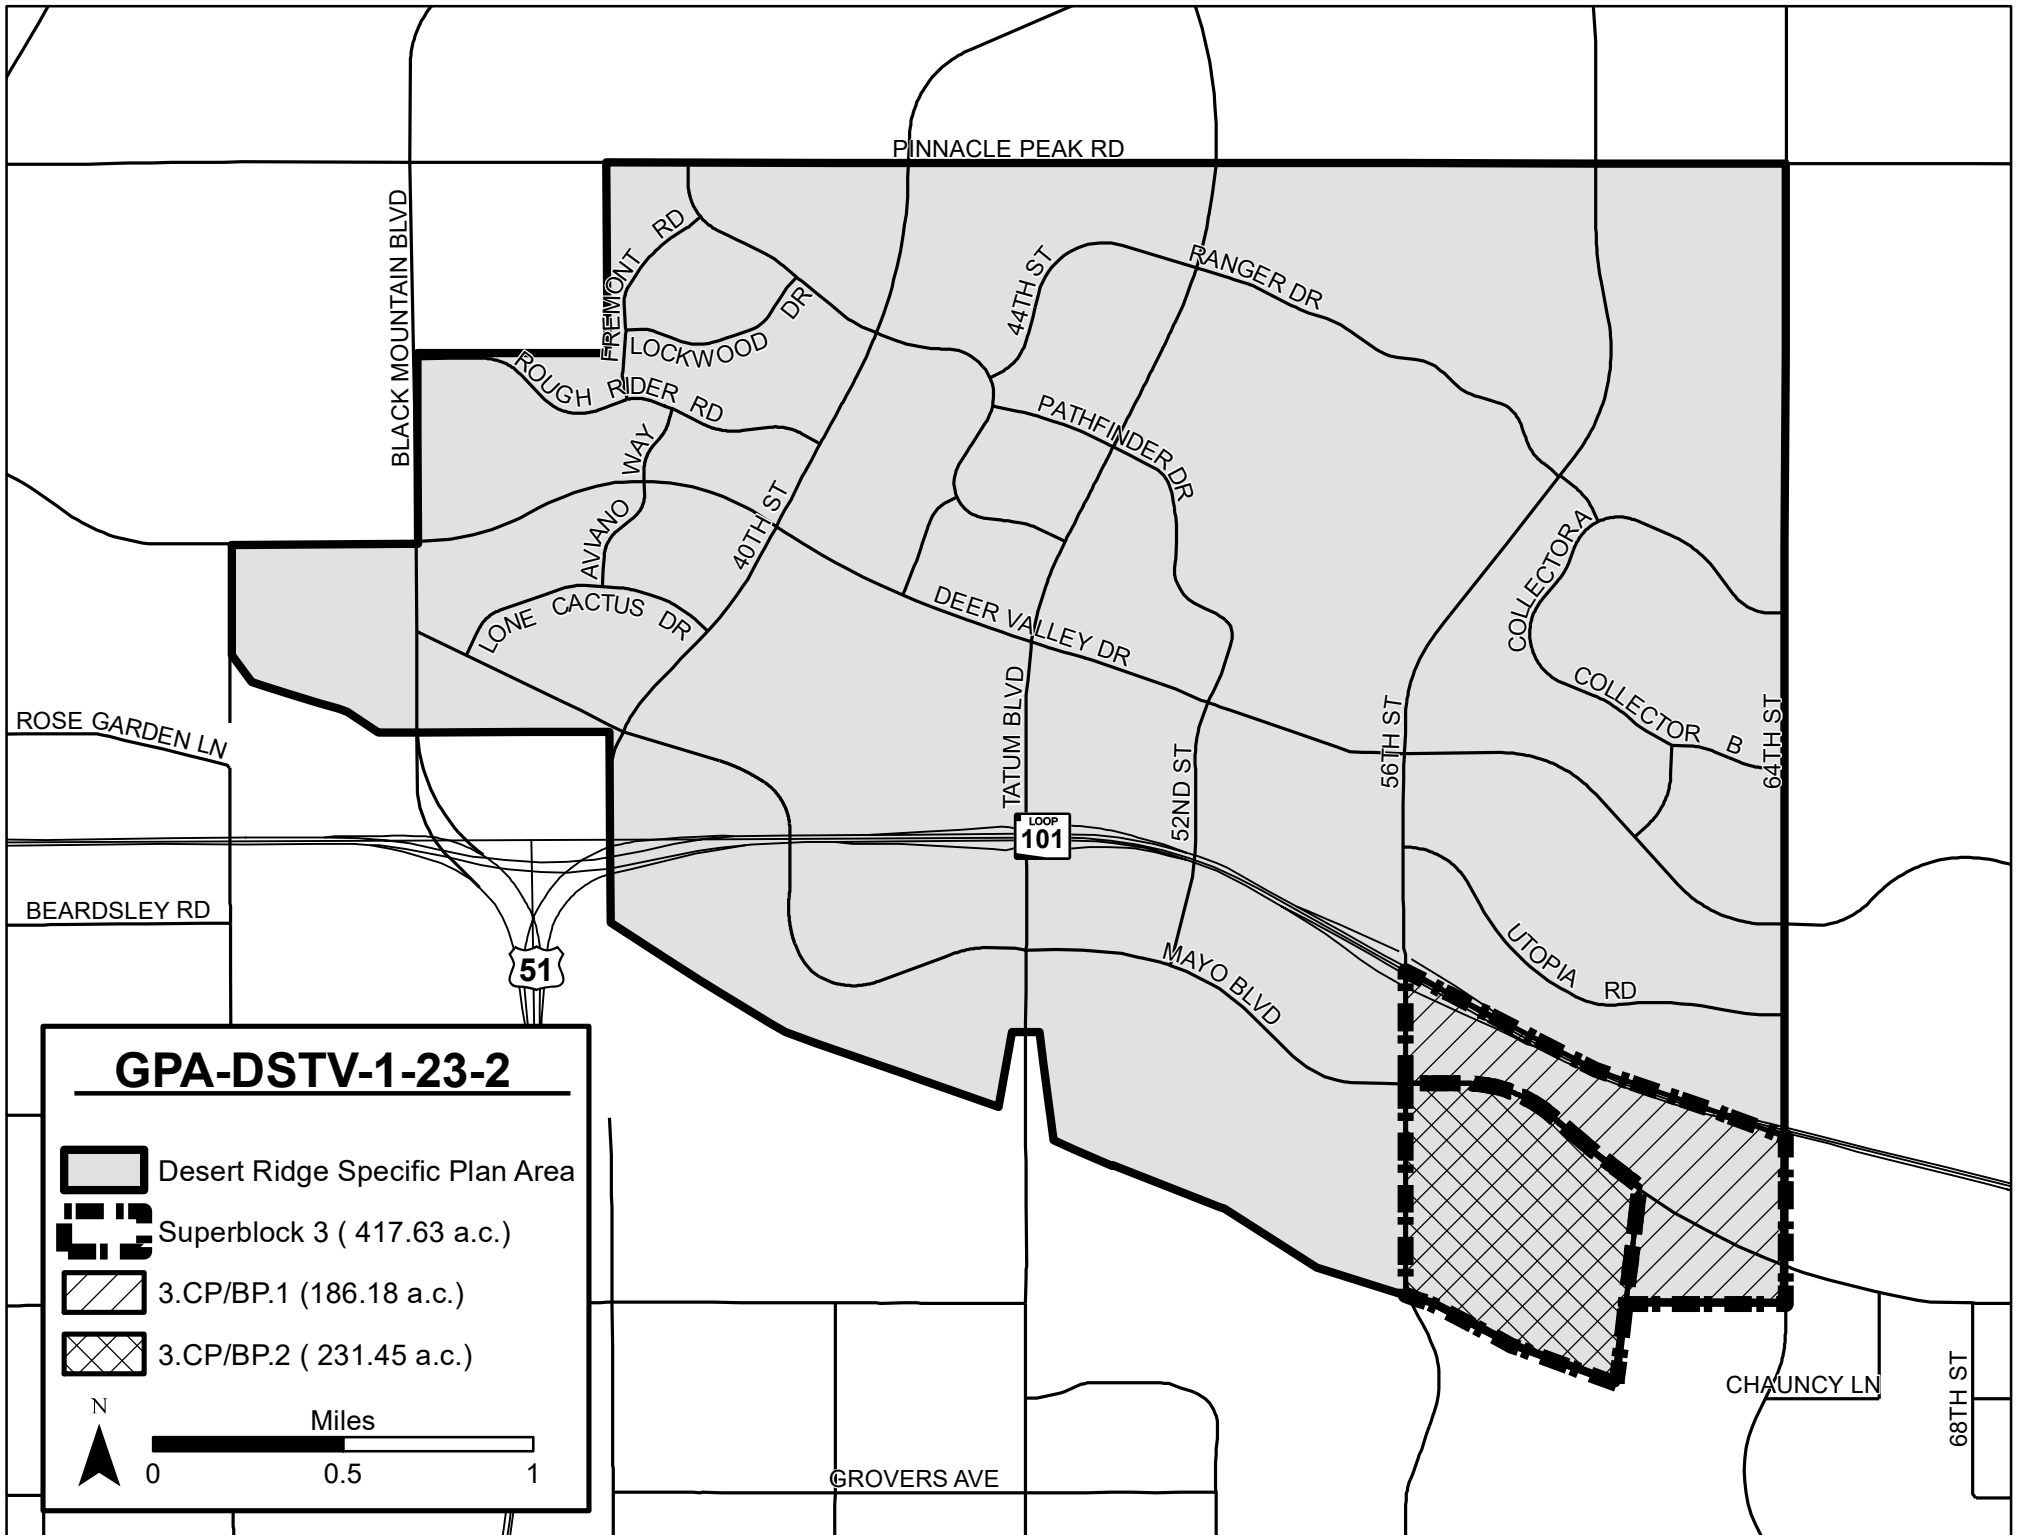 PINNACLE PEAK RD
BLACK MOUNTAIN BLVD
FREMONT RD
LOCKWOOD DR
ROUGH RIDER RD
44TH ST
RANGER DR
PATHFINDER DR
AVIANO WAY
40TH ST
LONE CACTUS DR
DEER VALLEY DR
COLLECTOR A
COLLECTOR B
ROSE GARDEN LN
TATUM BLVD
52ND ST
56TH ST
64TH ST
LOOP
101
BEARDSLEY RD
51
MAYO BLVD
UTOPIA RD
GPA-DSTV-1-23-2
Desert Ridge Specific Plan Area
Superblock 3 ( 417.63 a.c.)
3.CP/BP.1 (186.18 a.c.)
3.CP/BP.2 ( 231.45 a.c.)
N
Miles
0 0.5 1
CHAUNCY LN
68TH ST
GROVERS AVE